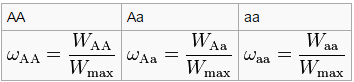 AA Aa aa
ω_AA = W_AA / W_max ω_Aa = W_Aa / W_max ω_aa = W_aa / W_max